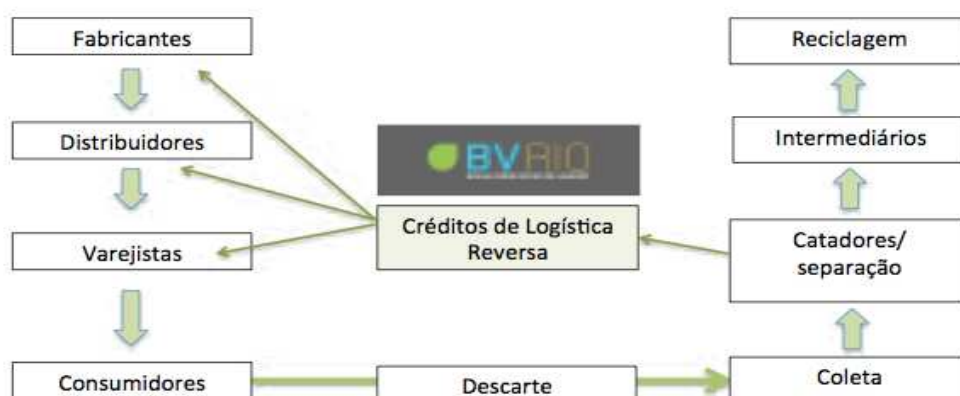 Fabricantes
Distribuidores
Varejistas
Consumidores
BVRIO
Créditos de Logística
Reversa
Descarte
Reciclagem
Intermediários
Catadores/
separação
Coleta